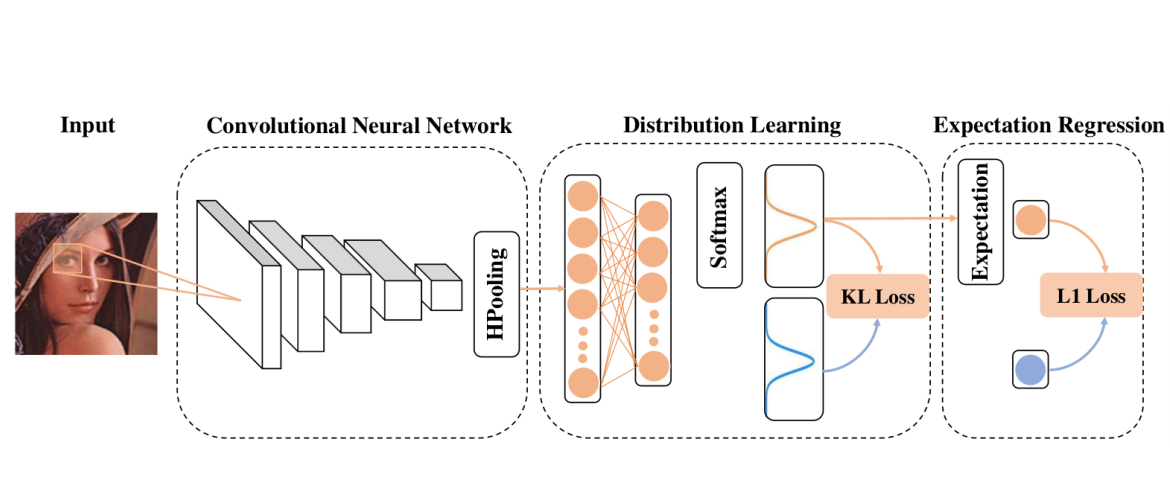 Input
Convolutional Neural Network
Distribution Learning
Expectation Regression
HPooling
Softmax
KL Loss
Expectation
L1 Loss